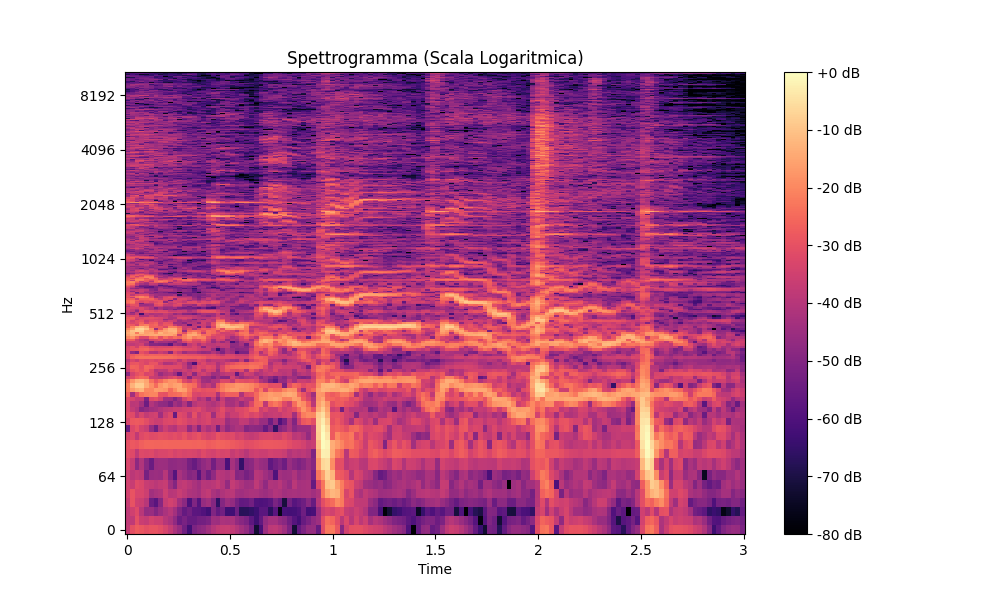 Spettrogramma (Scala Logaritmica)
8192
4096
2048
1024
512
256
128
64
0
Hz
0
0.5
1
1.5
2
2.5
3
Time
+0 dB
-10 dB
-20 dB
-30 dB
-40 dB
-50 dB
-60 dB
-70 dB
-80 dB